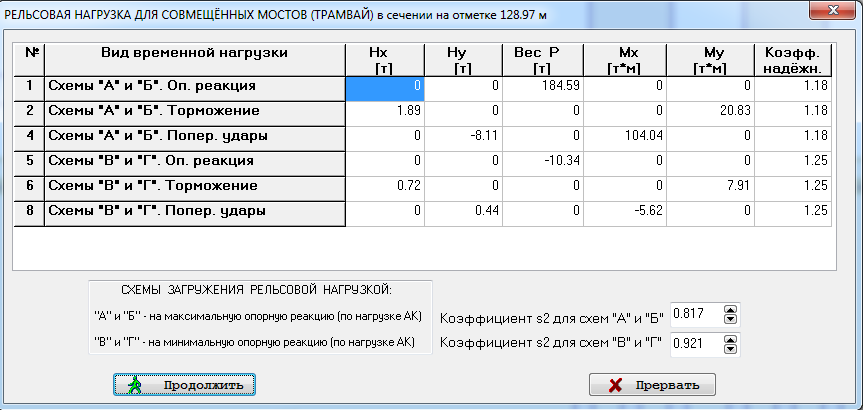 РЕЛЬСОВАЯ НАГРУЗКА ДЛЯ СОВМЕЩЁННЫХ МОСТОВ (ТРАМВАЙ) в сечении на отметке 128.97 м
№ Вид временной нагрузки Hx [т] Hy [т] Вес P [т] Mx [т*м] My [т*м] Коэфф. надёжн.
1 Схемы "А" и "Б". Оп. реакция 0 0 184.59 0 0 1.18
2 Схемы "А" и "Б". Торможение 1.89 0 0 0 20.83 1.18
4 Схемы "А" и "Б". Попер. удары 0 -8.11 0 104.04 0 1.18
5 Схемы "В" и "Г". Оп. реакция 0 0 -10.34 0 0 1.25
6 Схемы "В" и "Г". Торможение 0.72 0 0 0 7.91 1.25
8 Схемы "В" и "Г". Попер. удары 0 0.44 0 -5.62 0 1.25
СХЕМЫ ЗАГРУЖЕНИЯ РЕЛЬСОВОЙ НАГРУЗКОЙ:
"А" и "Б" - на максимальную опорную реакцию (по нагрузке АК)
"В" и "Г" - на минимальную опорную реакцию (по нагрузке АК)
Коэффициент s2 для схем "А" и "Б" 0.817
Коэффициент s2 для схем "В" и "Г" 0.921
Продолжить
Прервать